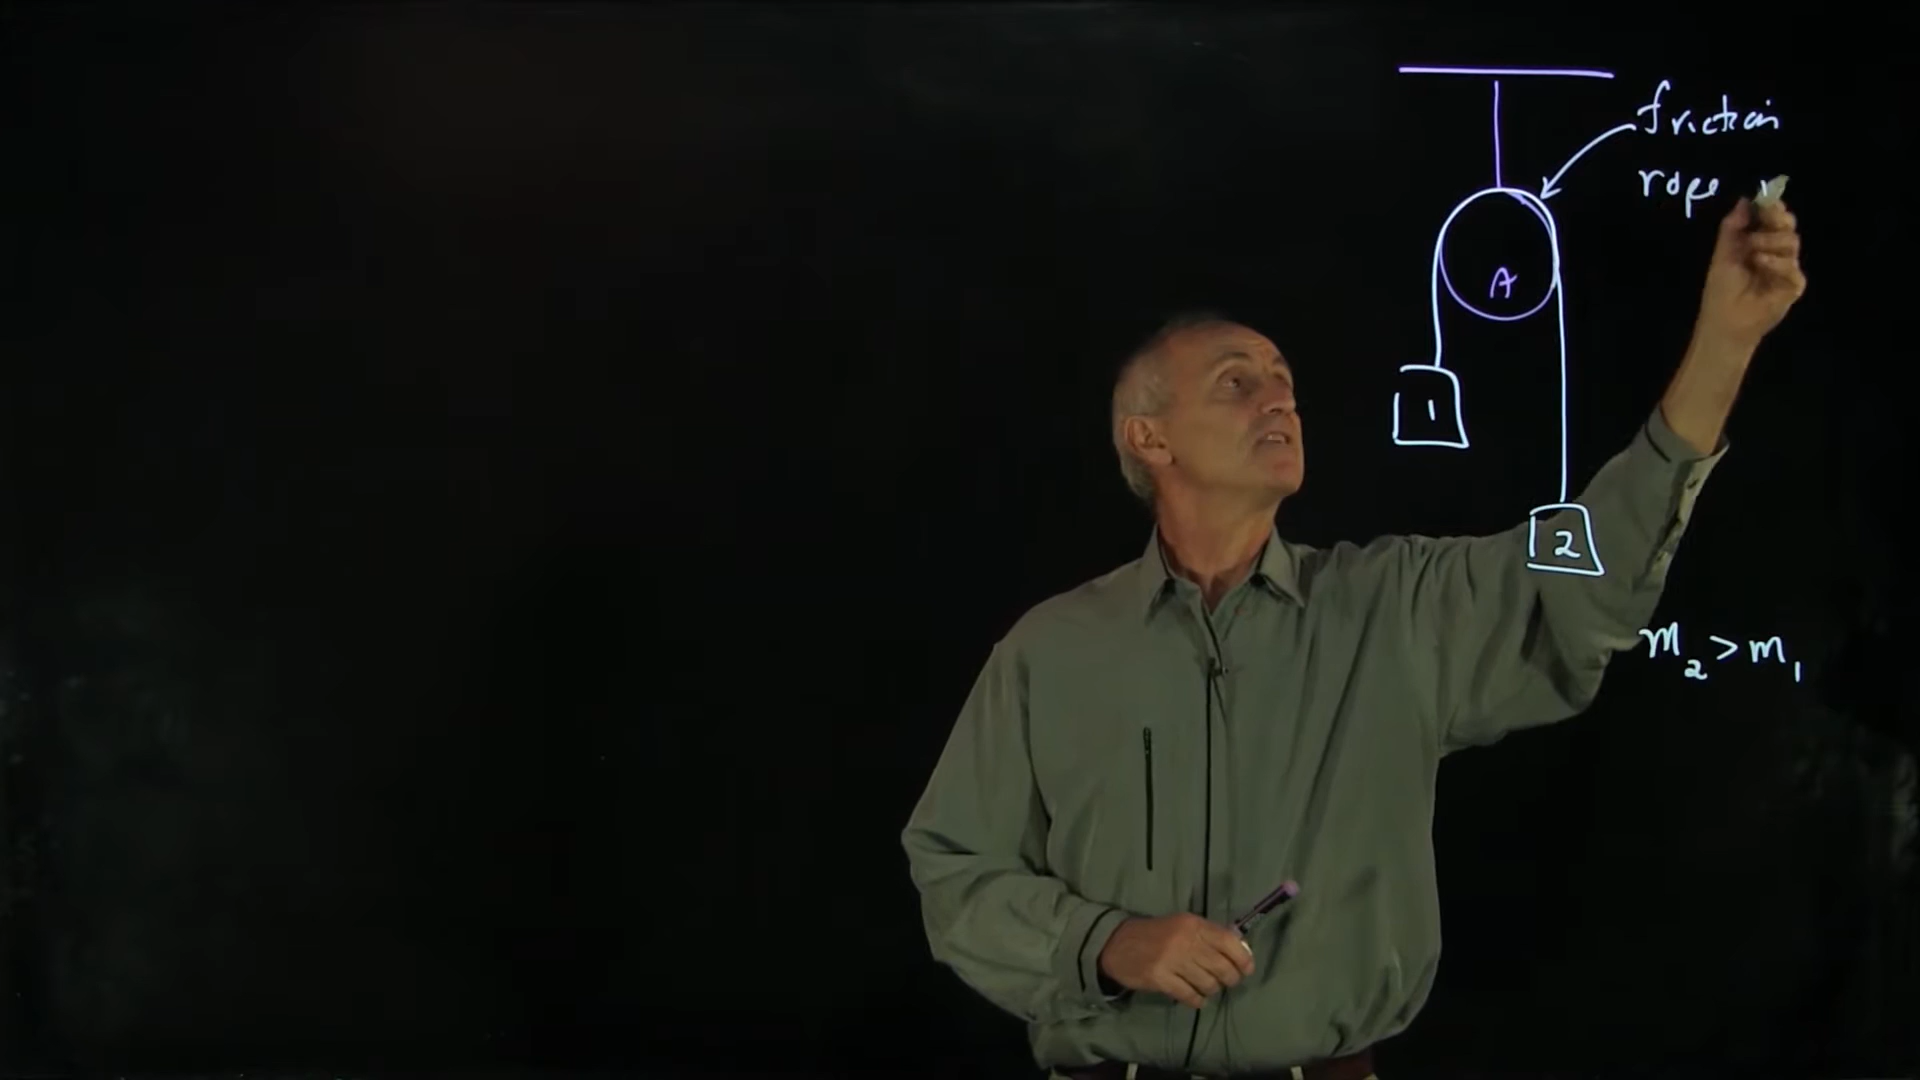 friction
rope
A
1
2
m₂ > m₁